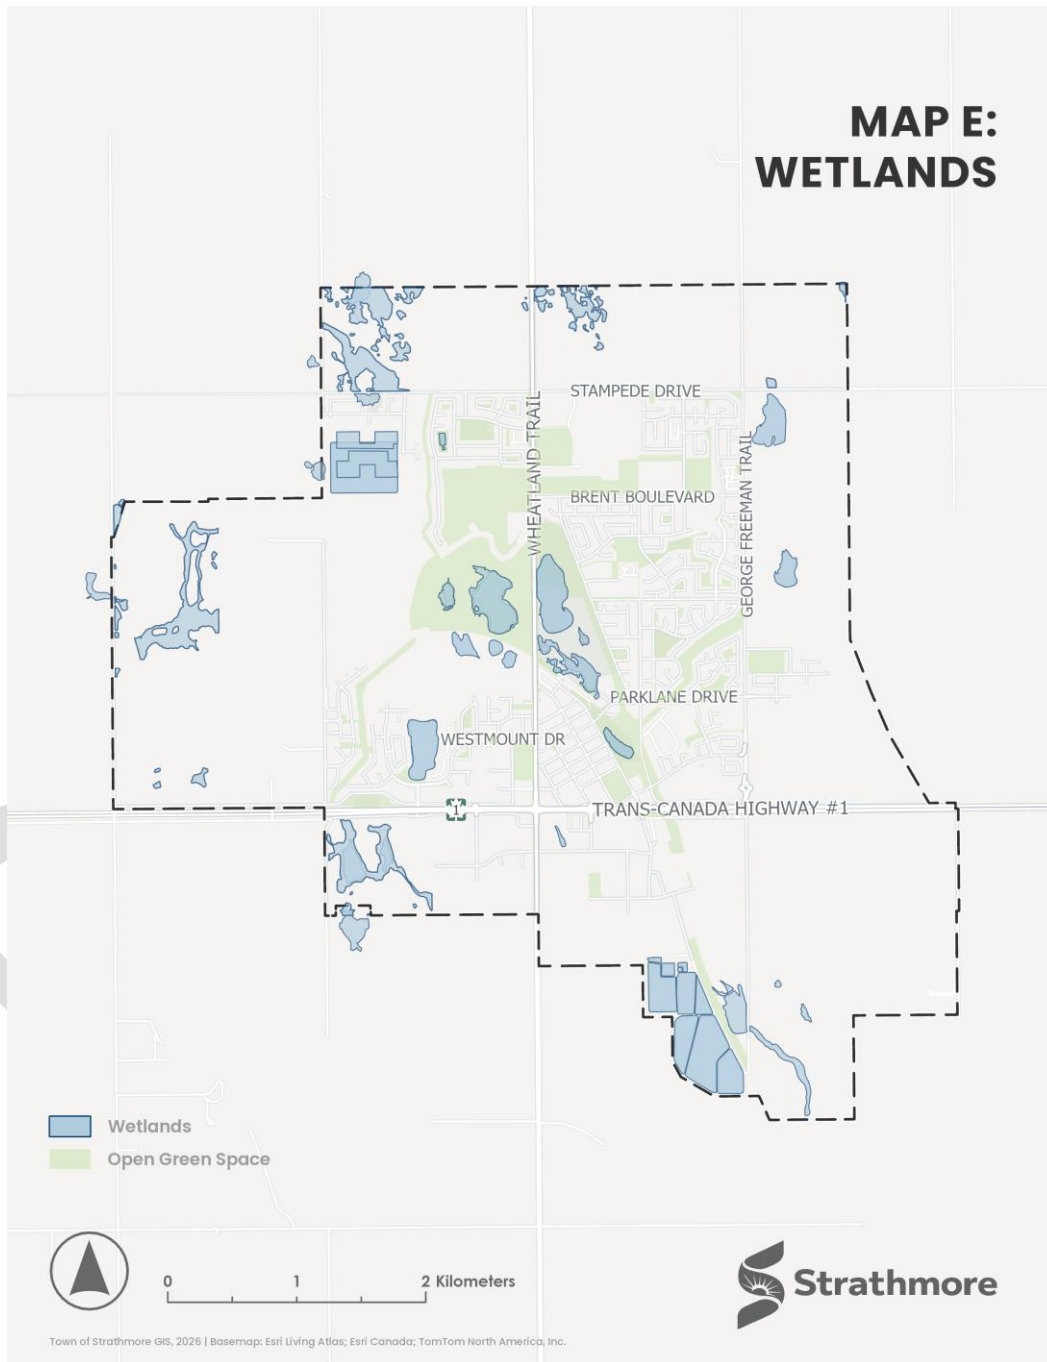 MAP E:
WETLANDS
STAMPEDE DRIVE
WHEATLAND TRAIL
GEORGE FREEMAN TRAIL
BRENT BOULEVARD
PARKLANE DRIVE
WESTMOUNT DR
1
TRANS-CANADA HIGHWAY #1
Wetlands
Open Green Space
0 1 2 Kilometers
Strathmore
Town of Strathmore GIS, 2026 | Basemap: Esri Living Atlas; Esri Canada; TomTom North America, Inc.